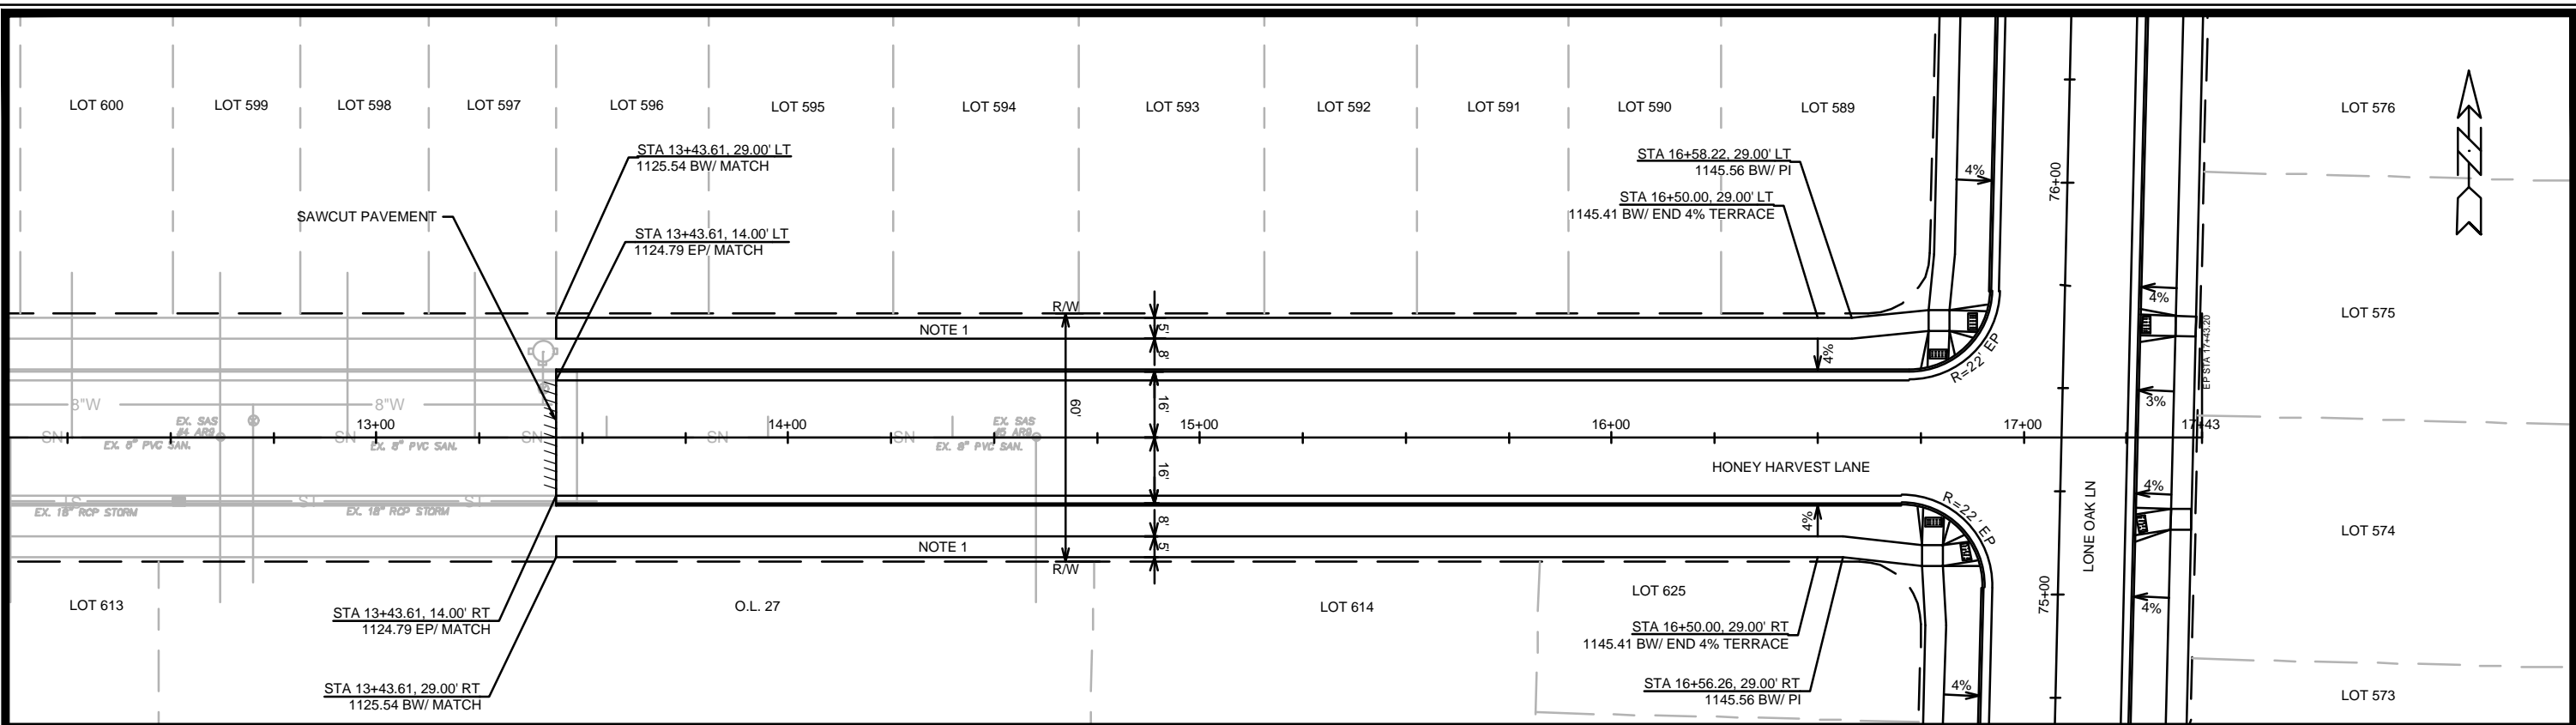 LOT 600
LOT 599
LOT 598
LOT 597
LOT 596
LOT 595
LOT 594
LOT 593
LOT 592
LOT 591
LOT 590
LOT 589
LOT 576
STA 13+43.61, 29.00' LT
1125.54 BW/ MATCH
STA 16+58.22, 29.00' LT
1145.56 BW/ PI
4%
76+00
SAWCUT PAVEMENT
STA 16+50.00, 29.00' LT
1145.41 BW/ END 4% TERRACE
STA 13+43.61, 14.00' LT
1124.79 EP/ MATCH
4%
R/W
LOT 575
NOTE 1
5'
8'
4%
R=22' EP
EP STA 17+43.20
3%
8"W
8"W
16'
60'
EX. SAS
EX. SAS
13+00
14+00
15+00
16+00
17+00
17+43
SN
SN
SN
SN
SN
EX. 8" PVC SAN.
EX. 8" PVC SAN.
EX. 8" PVC SAN.
16'
HONEY HARVEST LANE
4%
ST
ST
ST
EX. 18" RCP STORM
EX. 18" RCP STORM
R=22' EP
LONE OAK LN
8'
4%
LOT 574
NOTE 1
5'
R/W
LOT 613
O.L. 27
LOT 614
LOT 625
75+00
4%
STA 13+43.61, 14.00' RT
1124.79 EP/ MATCH
STA 16+50.00, 29.00' RT
1145.41 BW/ END 4% TERRACE
STA 13+43.61, 29.00' RT
1125.54 BW/ MATCH
STA 16+56.26, 29.00' RT
1145.56 BW/ PI
4%
LOT 573